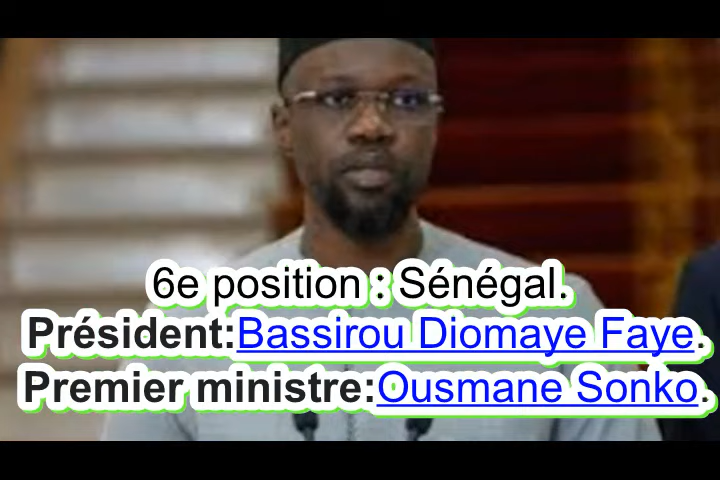 6e position : Sénégal.
Président:Bassirou Diomaye Faye.
Premier ministre:Ousmane Sonko.